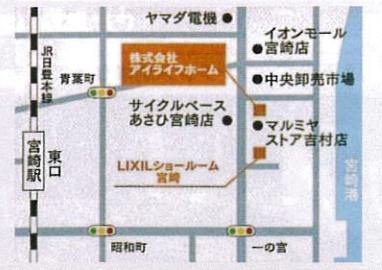 ヤマダ電機
イオンモール
宮崎店
株式会社
アイライフホーム
JR日豊本線
青葉町
中央卸売市場
サイクルベース
あさひ宮崎店
マルミヤ
ストア吉村店
宮崎駅
東口
LIXILショールーム
宮崎
宮崎港
昭和町
一の宮